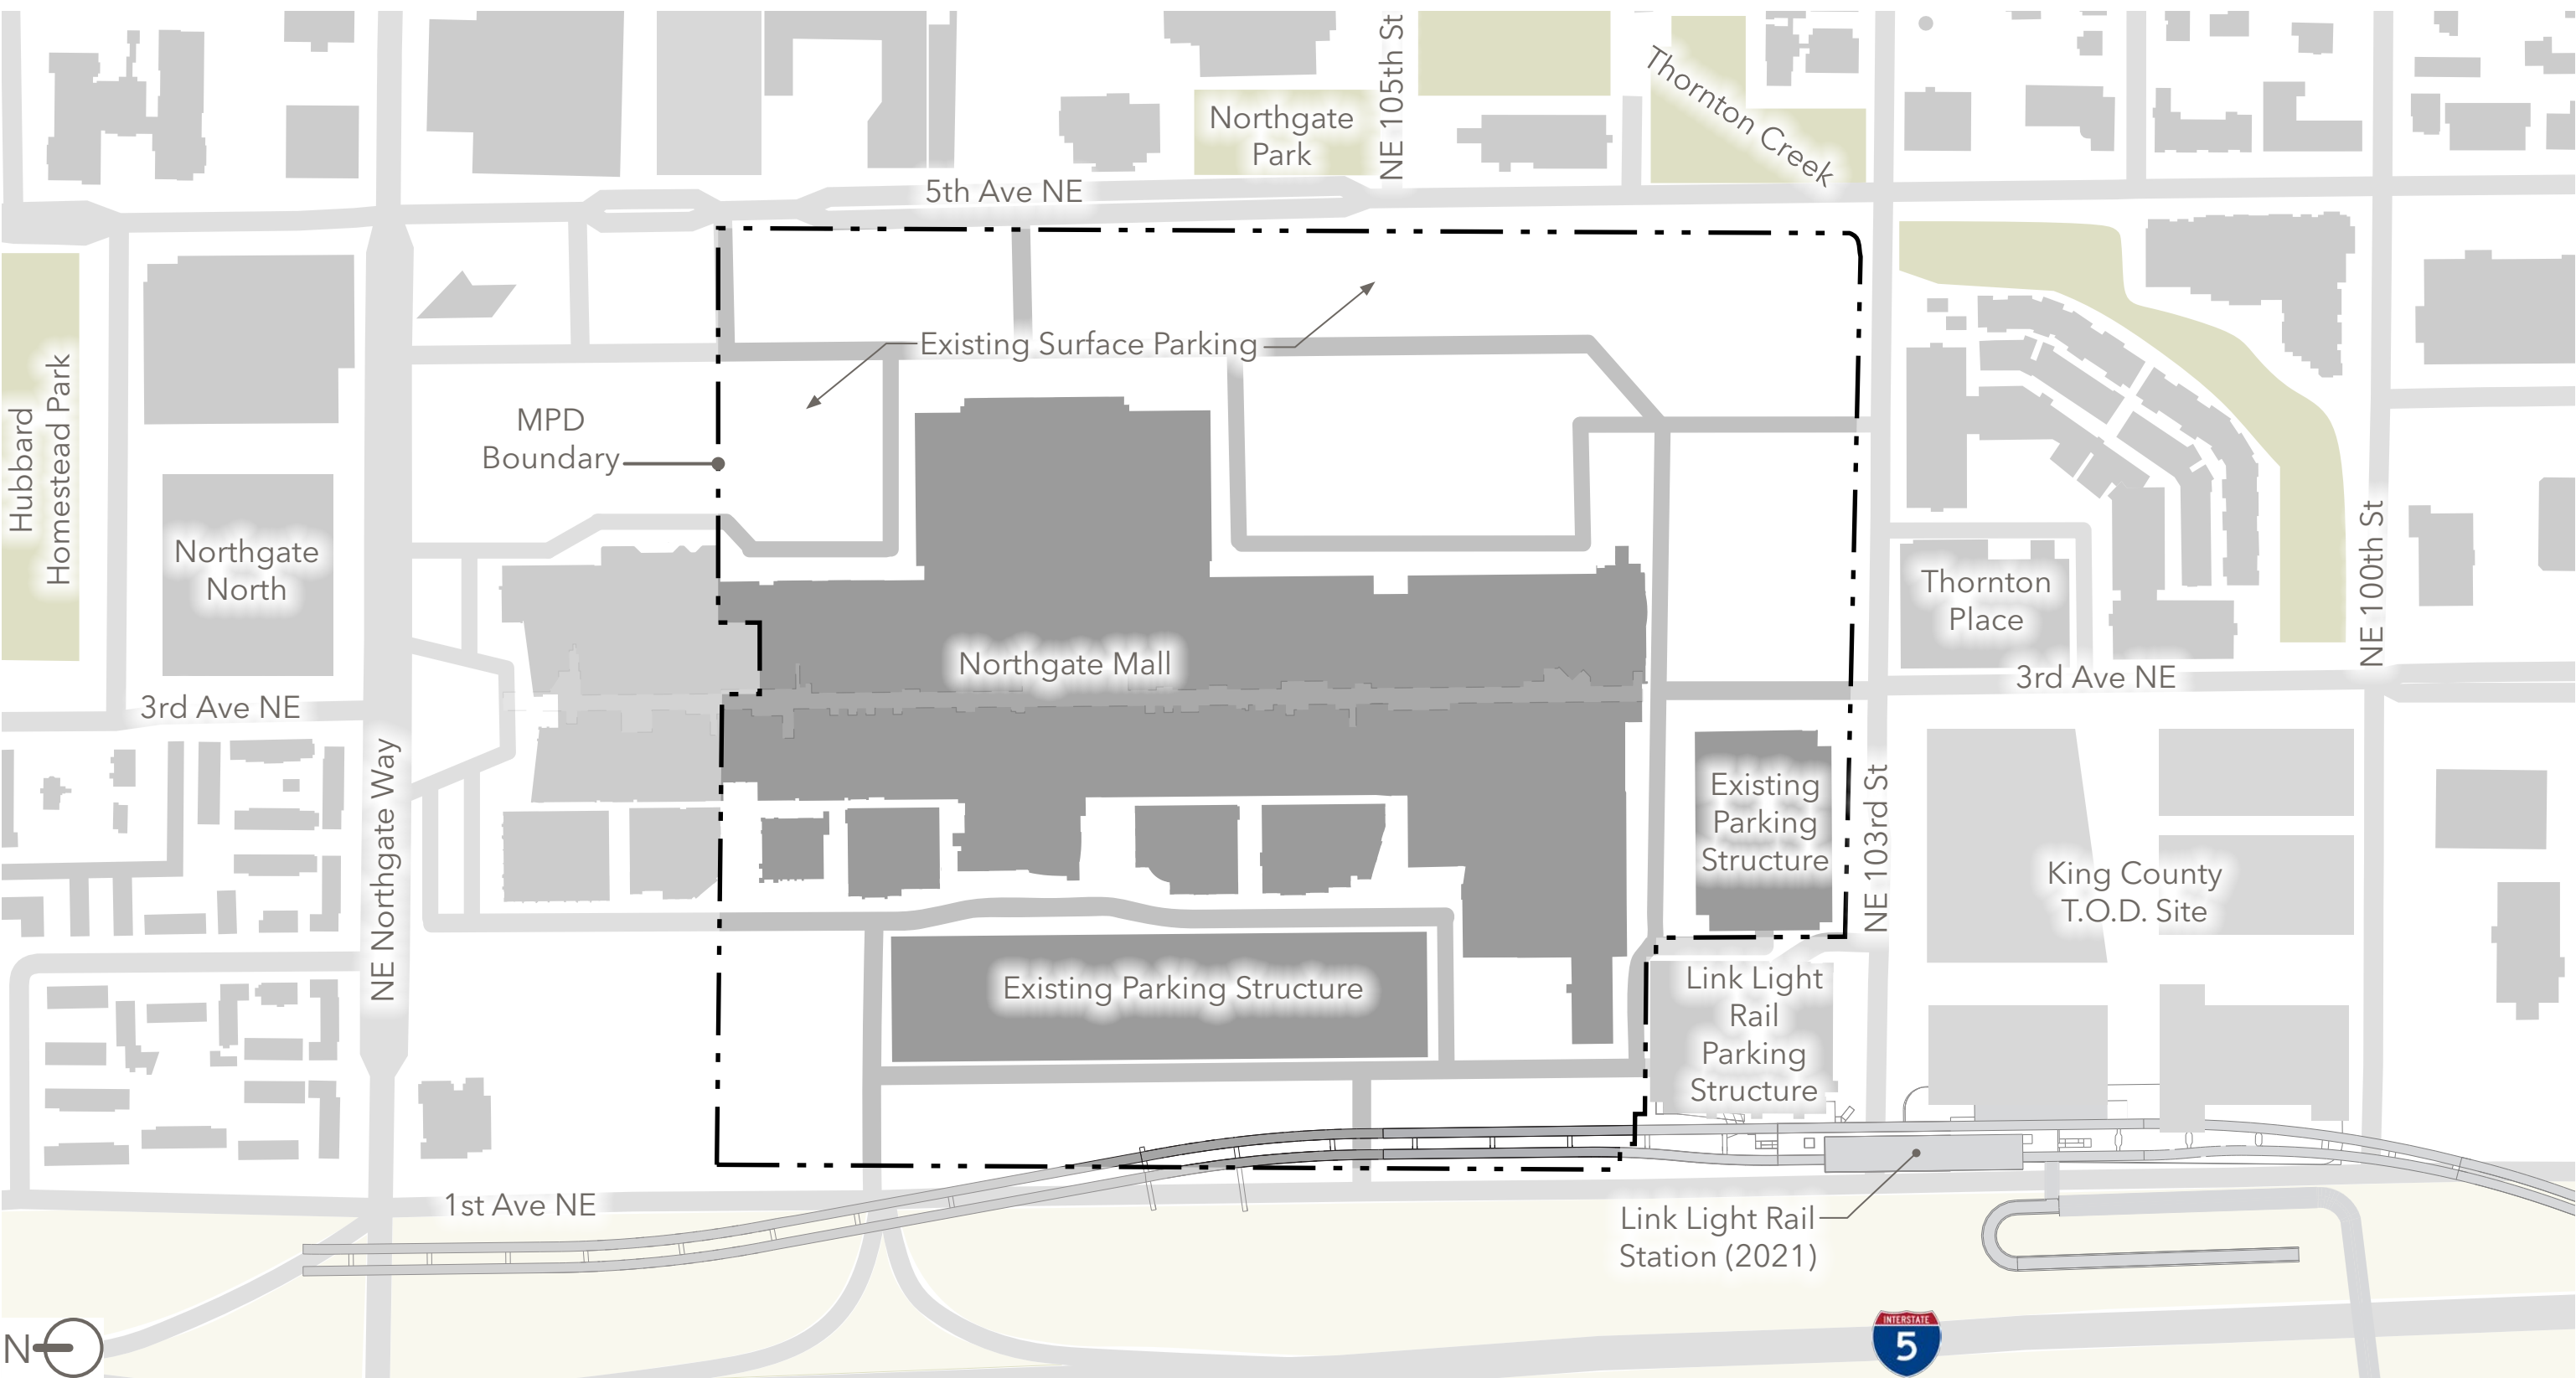 NE 105th St
Thornton Creek
Northgate
Park
5th Ave NE
Existing Surface Parking
MPD
Boundary
Hubbard
Homestead Park
Northgate
North
Thornton
Place
NE 100th St
Northgate Mall
3rd Ave NE
3rd Ave NE
NE Northgate Way
Existing
Parking
Structure
NE 103rd St
King County
T.O.D. Site
Existing Parking Structure
Link Light
Rail
Parking
Structure
1st Ave NE
Link Light Rail
Station (2021)
N
INTERSTATE
5